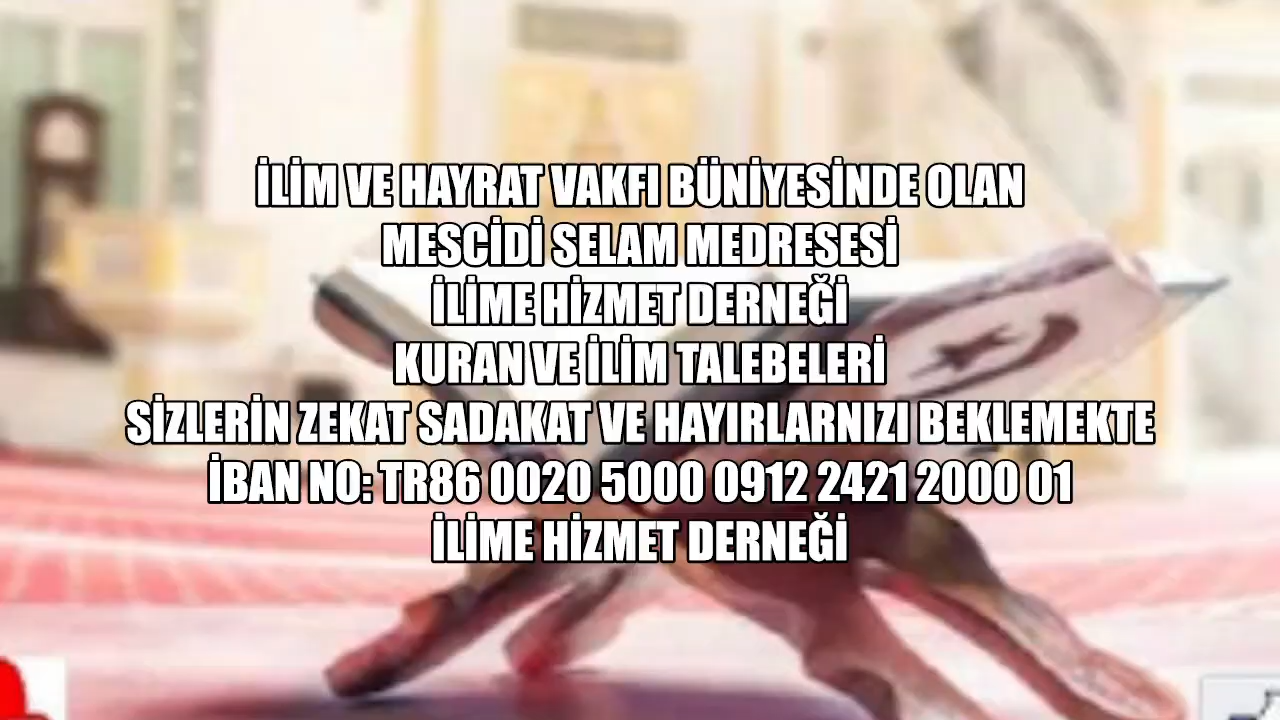 İLİM VE HAYRAT VAKFI BÜNİYESİNDE OLAN
MESCİDİ SELAM MEDRESESİ
İLİME HİZMET DERNEĞİ
KURAN VE İLİM TALEBELERİ
SİZLERİN ZEKAT SADAKAT VE HAYIRLARNIZI BEKLEMEKTE
İBAN NO: TR86 0020 5000 0912 2421 2000 01
İLİME HİZMET DERNEĞİ